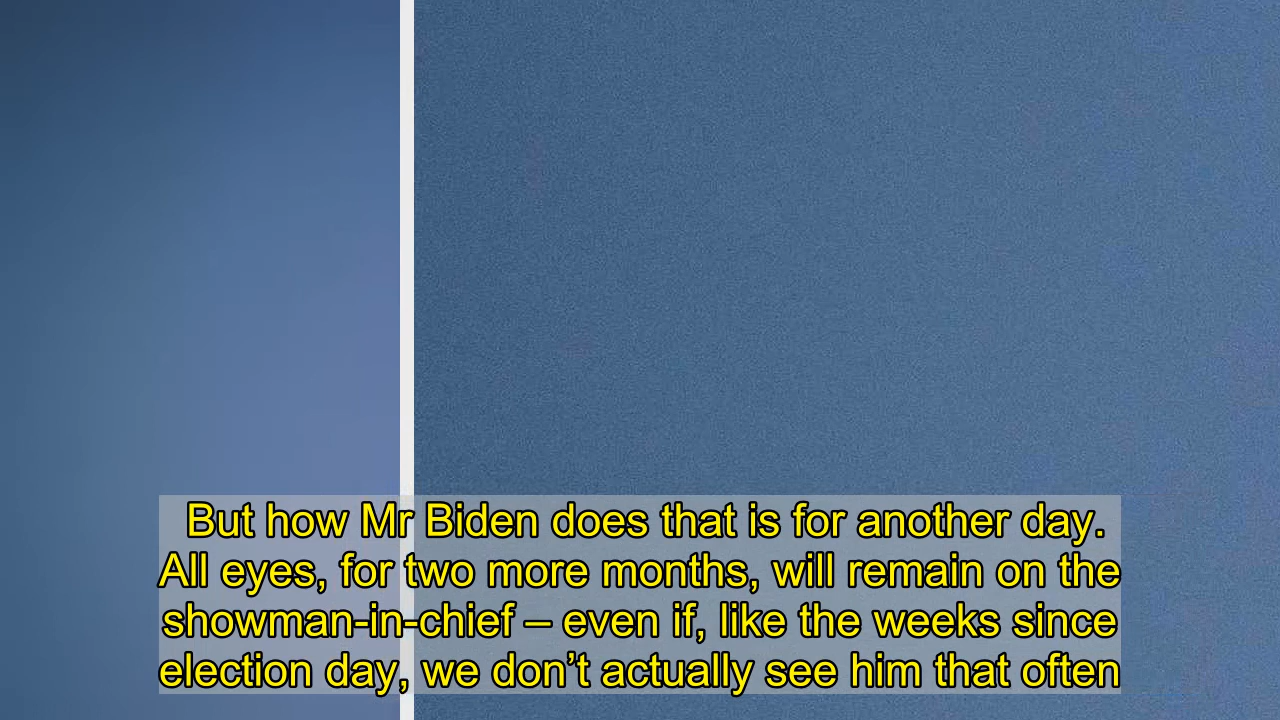 But how Mr Biden does that is for another day.
All eyes, for two more months, will remain on the
showman-in-chief – even if, like the weeks since
election day, we don’t actually see him that often